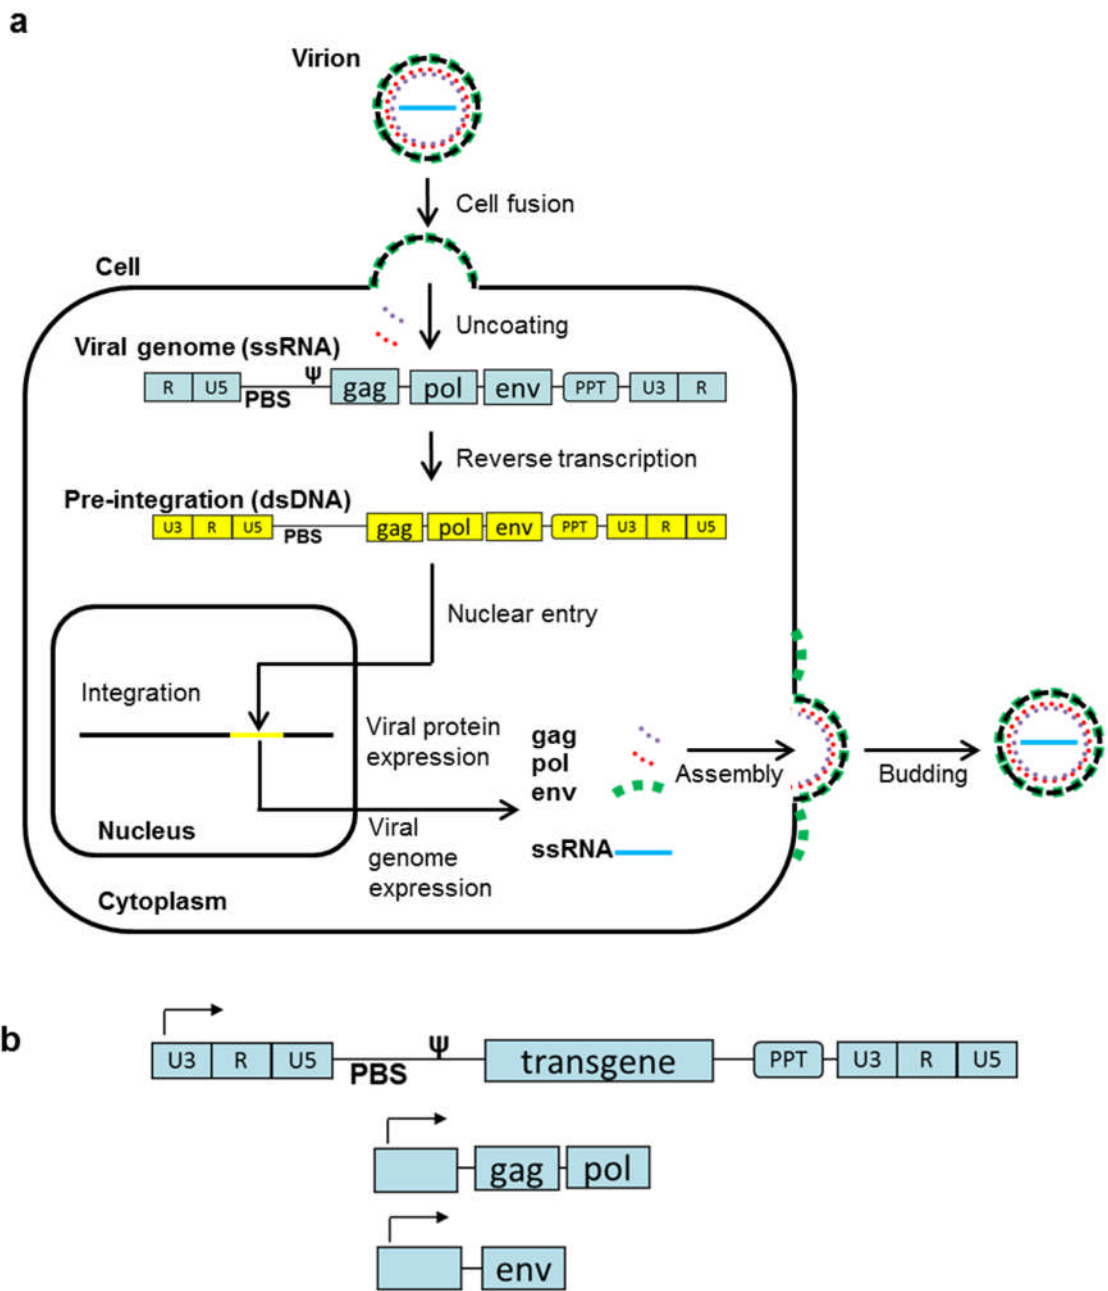 a
Virion
Cell fusion
Cell
Uncoating
Viral genome (ssRNA)
R U5 PBS Ψ gag pol env PPT U3 R
Reverse transcription
Pre-integration (dsDNA)
U3 R U5 PBS gag pol env PPT U3 R U5
Nuclear entry
Integration
Viral protein
expression
gag
pol
env
Assembly
Budding
Nucleus
Viral
genome
expression
ssRNA
Cytoplasm
b
U3 R U5 PBS Ψ transgene PPT U3 R U5
gag pol
env